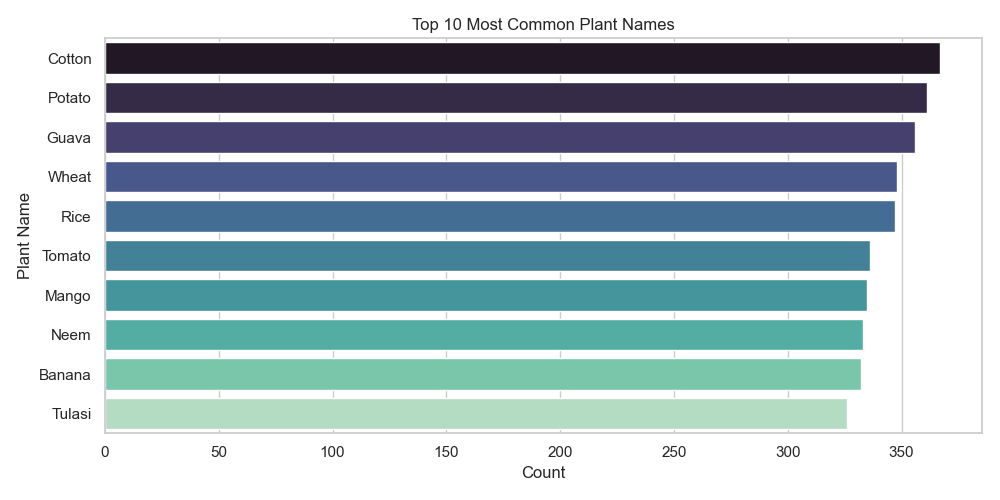 Top 10 Most Common Plant Names
Plant Name
Cotton
Potato
Guava
Wheat
Rice
Tomato
Mango
Neem
Banana
Tulasi
0 50 100 150 200 250 300 350
Count